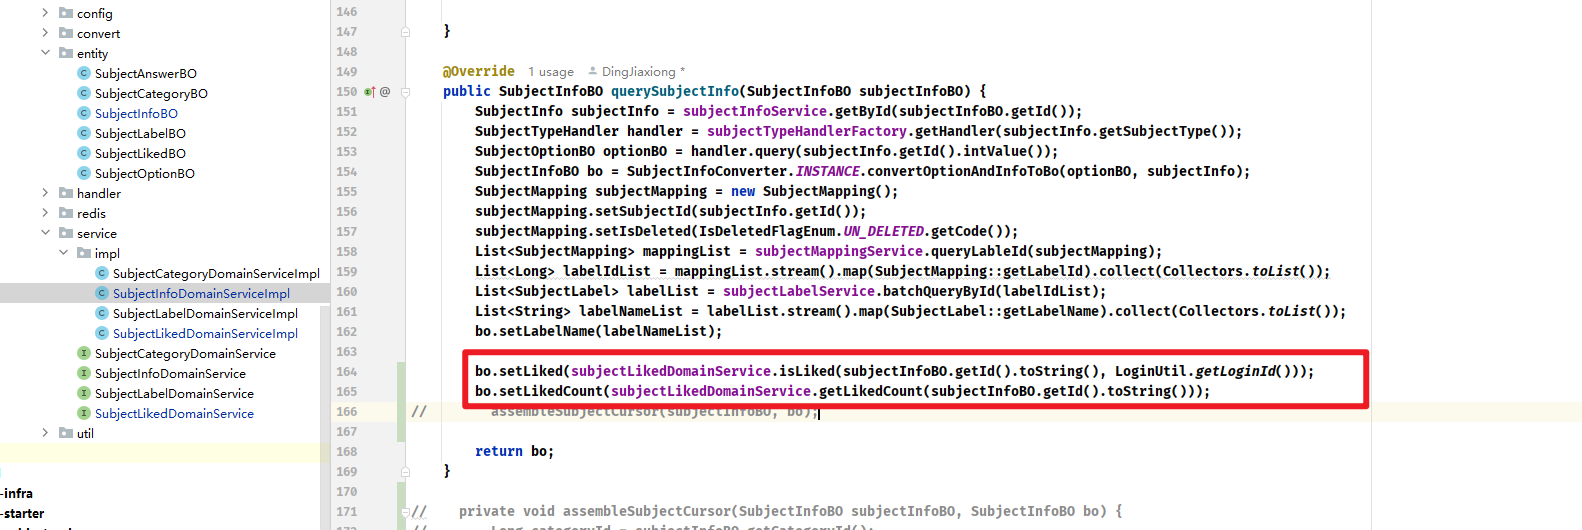 config
convert
entity
SubjectAnswerBO
SubjectCategoryBO
SubjectInfoBO
SubjectLabelBO
SubjectLikedBO
SubjectOptionBO
handler
redis
service
impl
SubjectCategoryDomainServiceImpl
SubjectInfoDomainServiceImpl
SubjectLabelDomainServiceImpl
SubjectLikedDomainServiceImpl
SubjectCategoryDomainService
SubjectInfoDomainService
SubjectLabelDomainService
SubjectLikedDomainService
util
-infra
-starter
146
147 }
148
149 @Override 1 usage DingJiaxiong *
150 public SubjectInfoBO querySubjectInfo(SubjectInfoBO subjectInfoBO) {
151 SubjectInfo subjectInfo = subjectInfoService.getById(subjectInfoBO.getId());
152 SubjectTypeHandler handler = subjectTypeHandlerFactory.getHandler(subjectInfo.getSubjectType());
153 SubjectOptionBO optionBO = handler.query(subjectInfo.getId().intValue());
154 SubjectInfoBO bo = SubjectInfoConverter.INSTANCE.convertOptionAndInfoToBo(optionBO, subjectInfo);
155 SubjectMapping subjectMapping = new SubjectMapping();
156 subjectMapping.setSubjectId(subjectInfo.getId());
157 subjectMapping.setIsDeleted(IsDeletedFlagEnum.UN_DELETED.getCode());
158 List<SubjectMapping> mappingList = subjectMappingService.queryLableId(subjectMapping);
159 List<Long> labelIdList = mappingList.stream().map(SubjectMapping::getLabelId).collect(Collectors.toList());
160 List<SubjectLabel> labelList = subjectLabelService.batchQueryById(labelIdList);
161 List<String> labelNameList = labelList.stream().map(SubjectLabel::getLabelName).collect(Collectors.toList());
162 bo.setLabelName(labelNameList);
163
164 bo.setLiked(subjectLikedDomainService.isLiked(subjectInfoBO.getId().toString(), LoginUtil.getLoginId()));
165 bo.setLikedCount(subjectLikedDomainService.getLikedCount(subjectInfoBO.getId().toString()));
166 // assembleSubjectCursor(subjectInfoBO, bo);
167
168 return bo;
169 }
170
171 // private void assembleSubjectCursor(SubjectInfoBO subjectInfoBO, SubjectInfoBO bo) {